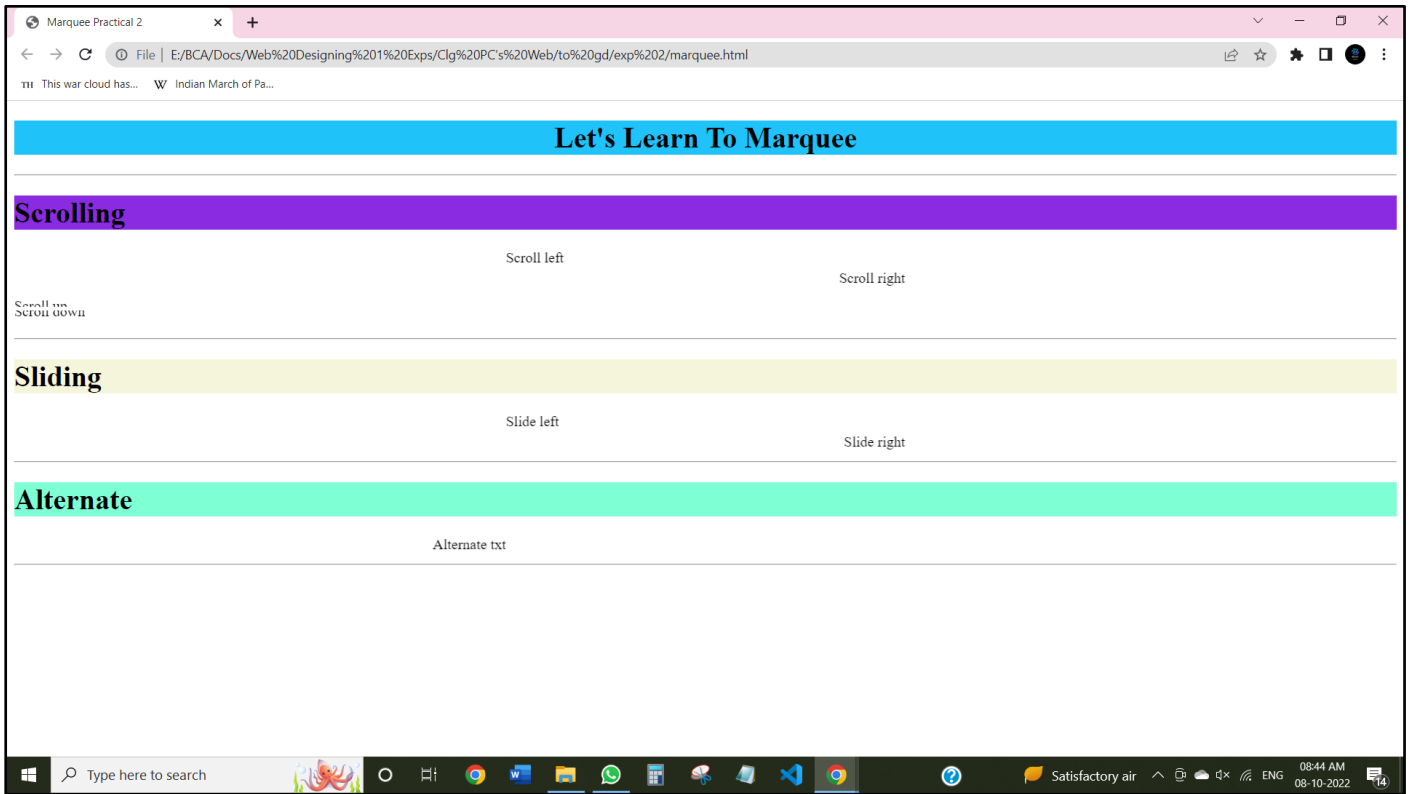 Marquee Practical 2
File | E:/BCA/Docs/Web%20Designing%201%20Exps/Clg%20PC's%20Web/to%20gd/exp%202/marquee.html
TH This war cloud has... W Indian March of Pa...
Let's Learn To Marquee
Scrolling
Scroll left
Scroll right
Scroll up
Scroll down
Sliding
Slide left
Slide right
Alternate
Alternate txt
Type here to search
Satisfactory air
ENG
08:44 AM
08-10-2022
14